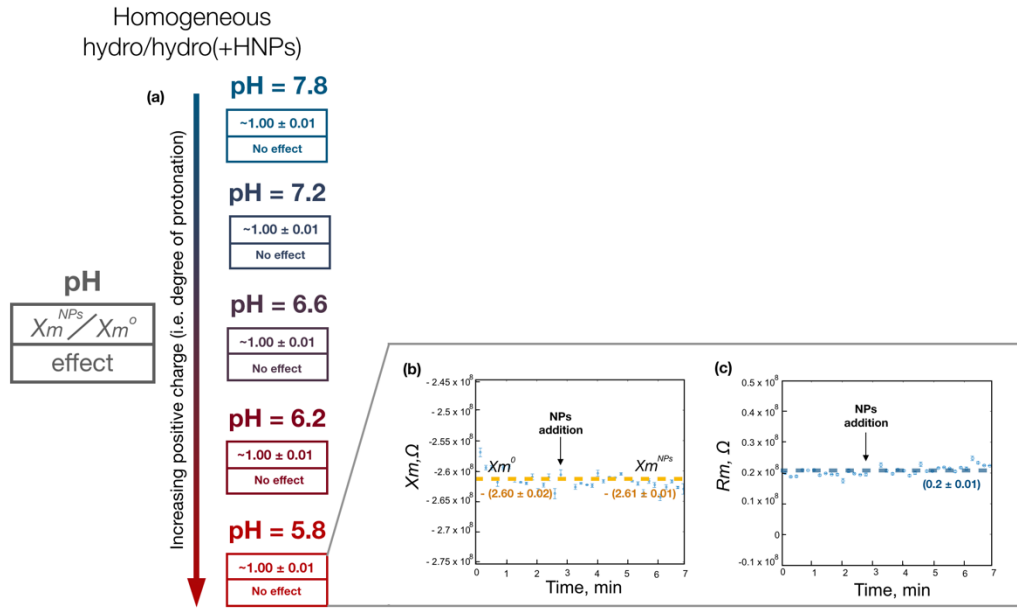 Homogeneous
hydro/hydro(+HNPs)
(a)
Increasing positive charge (i.e. degree of protonation)
pH
Xm^NPs / Xm^o
effect
pH = 7.8
~1.00 ± 0.01
No effect
pH = 7.2
~1.00 ± 0.01
No effect
pH = 6.6
~1.00 ± 0.01
No effect
pH = 6.2
~1.00 ± 0.01
No effect
pH = 5.8
~1.00 ± 0.01
No effect
(b)
Xm,Ω
- 2.45 x 10^8
- 2.5 x 10^8
- 2.55 x 10^8
- 2.6 x 10^8
- 2.65 x 10^8
- 2.7 x 10^8
- 2.75 x 10^8
NPs
addition
Xm^0
Xm^NPs
- (2.60 ± 0.02)
- (2.61 ± 0.01)
0 1 2 3 4 5 6 7
Time, min
(c)
Rm, Ω
0.5 x 10^8
0.4 x 10^8
0.3 x 10^8
0.2 x 10^8
0.1 x 10^8
0
-0.1 x 10^8
NPs
addition
(0.2 ± 0.01)
0 1 2 3 4 5 6 7
Time, min